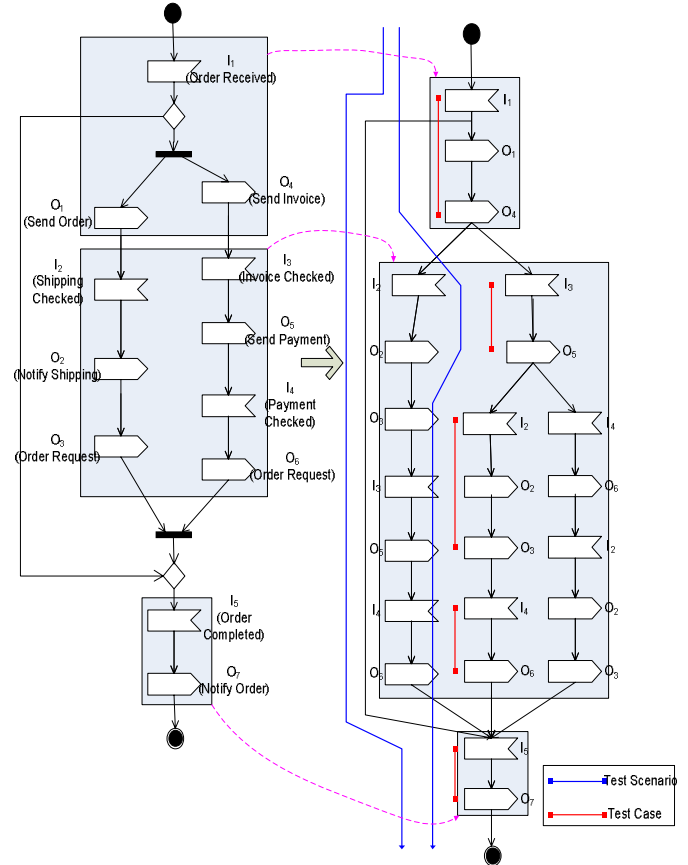 I₁
(Order Received)
O₄
(Send Invoice)
O₁
(Send Order)
I₂
(Shipping
Checked)
I₃
(Invoice Checked)
O₅
(Send Payment)
O₂
(Notify Shipping)
I₄
(Payment
Checked)
O₃
(Order Request)
O₆
(Order Request)
I₅
(Order
Completed)
O₇
(Notify Order)
I₁
O₁
O₄
I₂
I₃
O₂
O₅
O₃
I₂
I₄
I₃
O₂
O₆
O₅
O₃
I₂
I₄
I₄
O₂
O₆
O₆
O₃
I₅
O₇
Test Scenario
Test Case